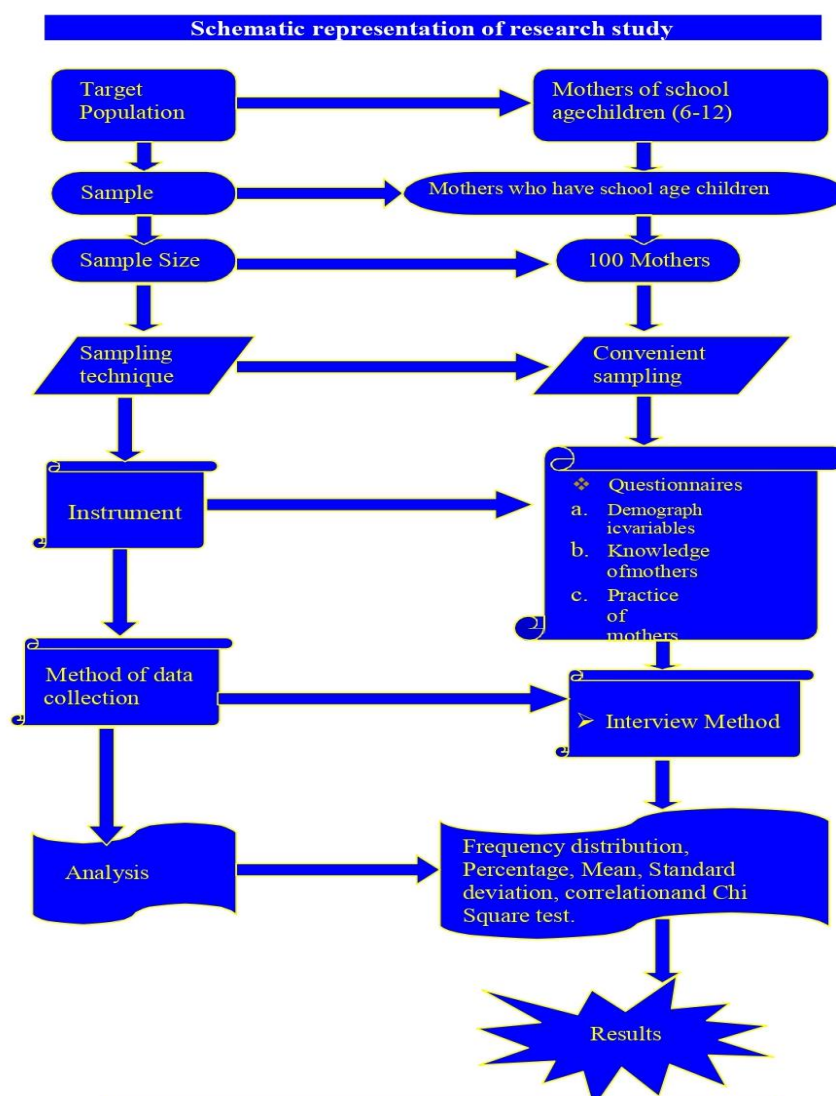 Schematic representation of research study
Target
Population
Mothers of school
agechildren (6-12)
Sample
Mothers who have school age children
Sample Size
100 Mothers
Sampling
technique
Convenient
sampling
Instrument
❖ Questionnaires
a. Demograph
icvariables
b. Knowledge
ofmothers
c. Practice
of
mothers
Method of data
collection
➢ Interview Method
Analysis
Frequency distribution,
Percentage, Mean, Standard
deviation, correlationand Chi
Square test.
Results